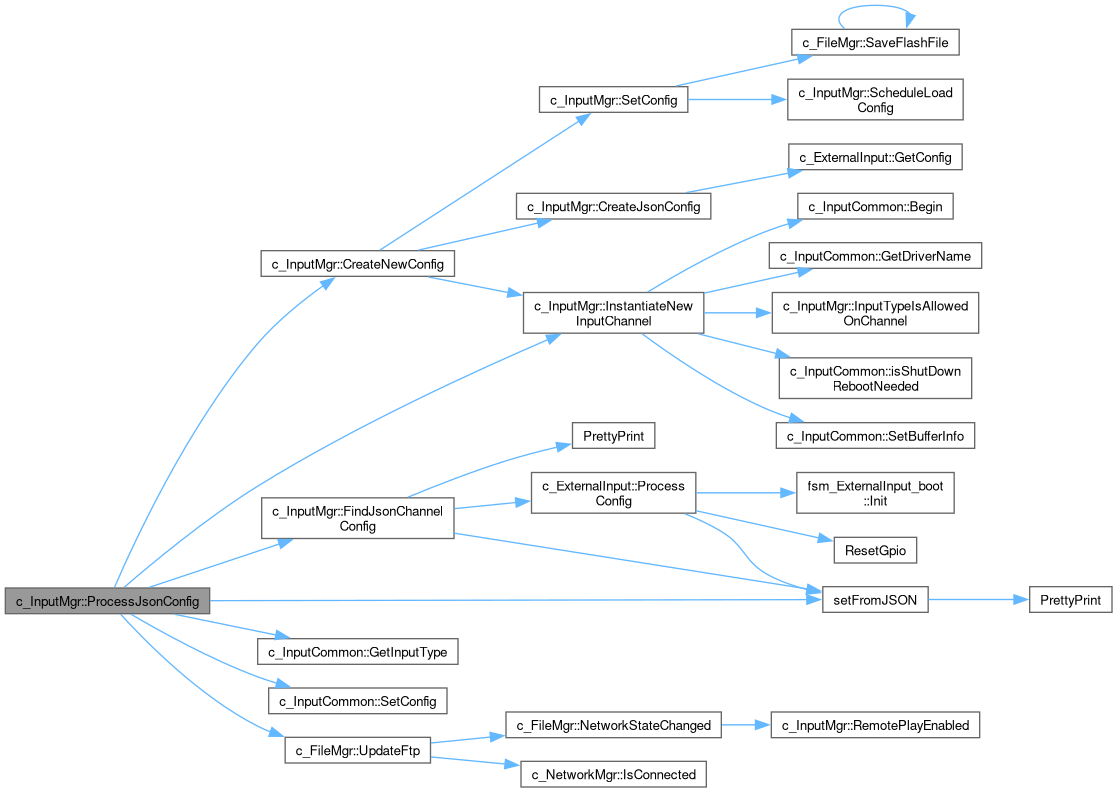 c_FileMgr::SaveFlashFile
c_InputMgr::SetConfig
c_InputMgr::ScheduleLoad
Config
c_ExternalInput::GetConfig
c_InputMgr::CreateJsonConfig
c_InputCommon::Begin
c_InputMgr::CreateNewConfig
c_InputCommon::GetDriverName
c_InputMgr::InstantiateNew
InputChannel
c_InputMgr::InputTypeIsAllowed
OnChannel
c_InputCommon::isShutDown
RebootNeeded
PrettyPrint
c_InputCommon::SetBufferInfo
c_ExternalInput::Process
Config
fsm_ExternalInput_boot
::Init
c_InputMgr::FindJsonChannel
Config
ResetGpio
c_InputMgr::ProcessJsonConfig
setFromJSON
PrettyPrint
c_InputCommon::GetInputType
c_InputCommon::SetConfig
c_FileMgr::NetworkStateChanged
c_InputMgr::RemotePlayEnabled
c_FileMgr::UpdateFtp
c_NetworkMgr::IsConnected